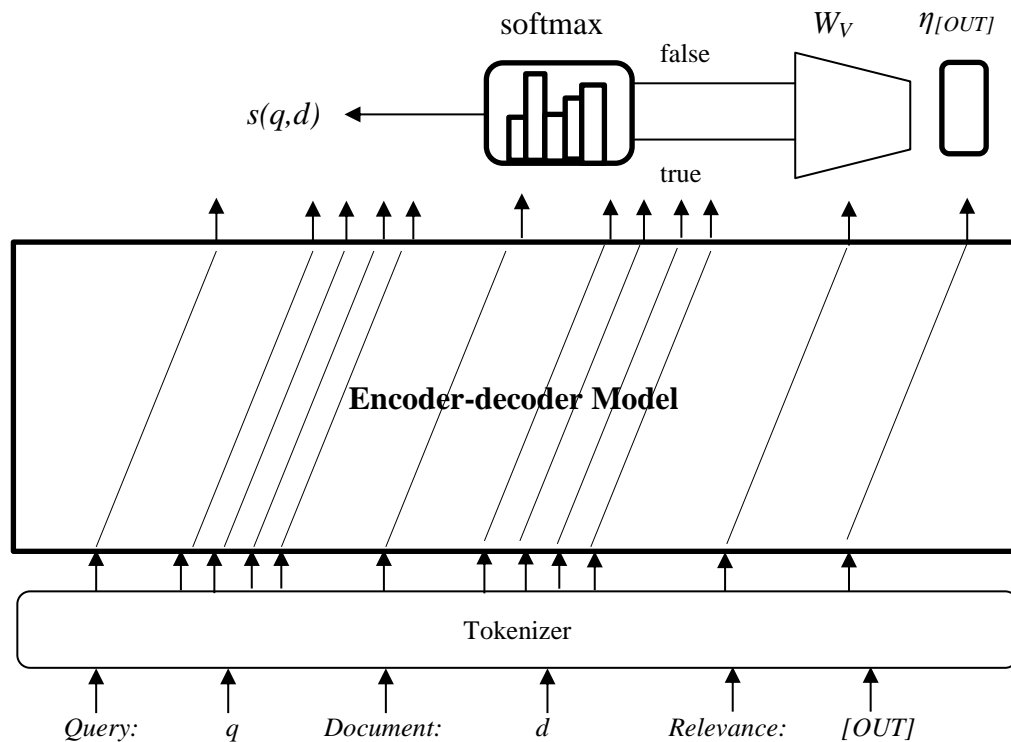 softmax W_V η_[OUT]
false
s(q,d)
true
Encoder-decoder Model
Tokenizer
Query: q Document: d Relevance: [OUT]